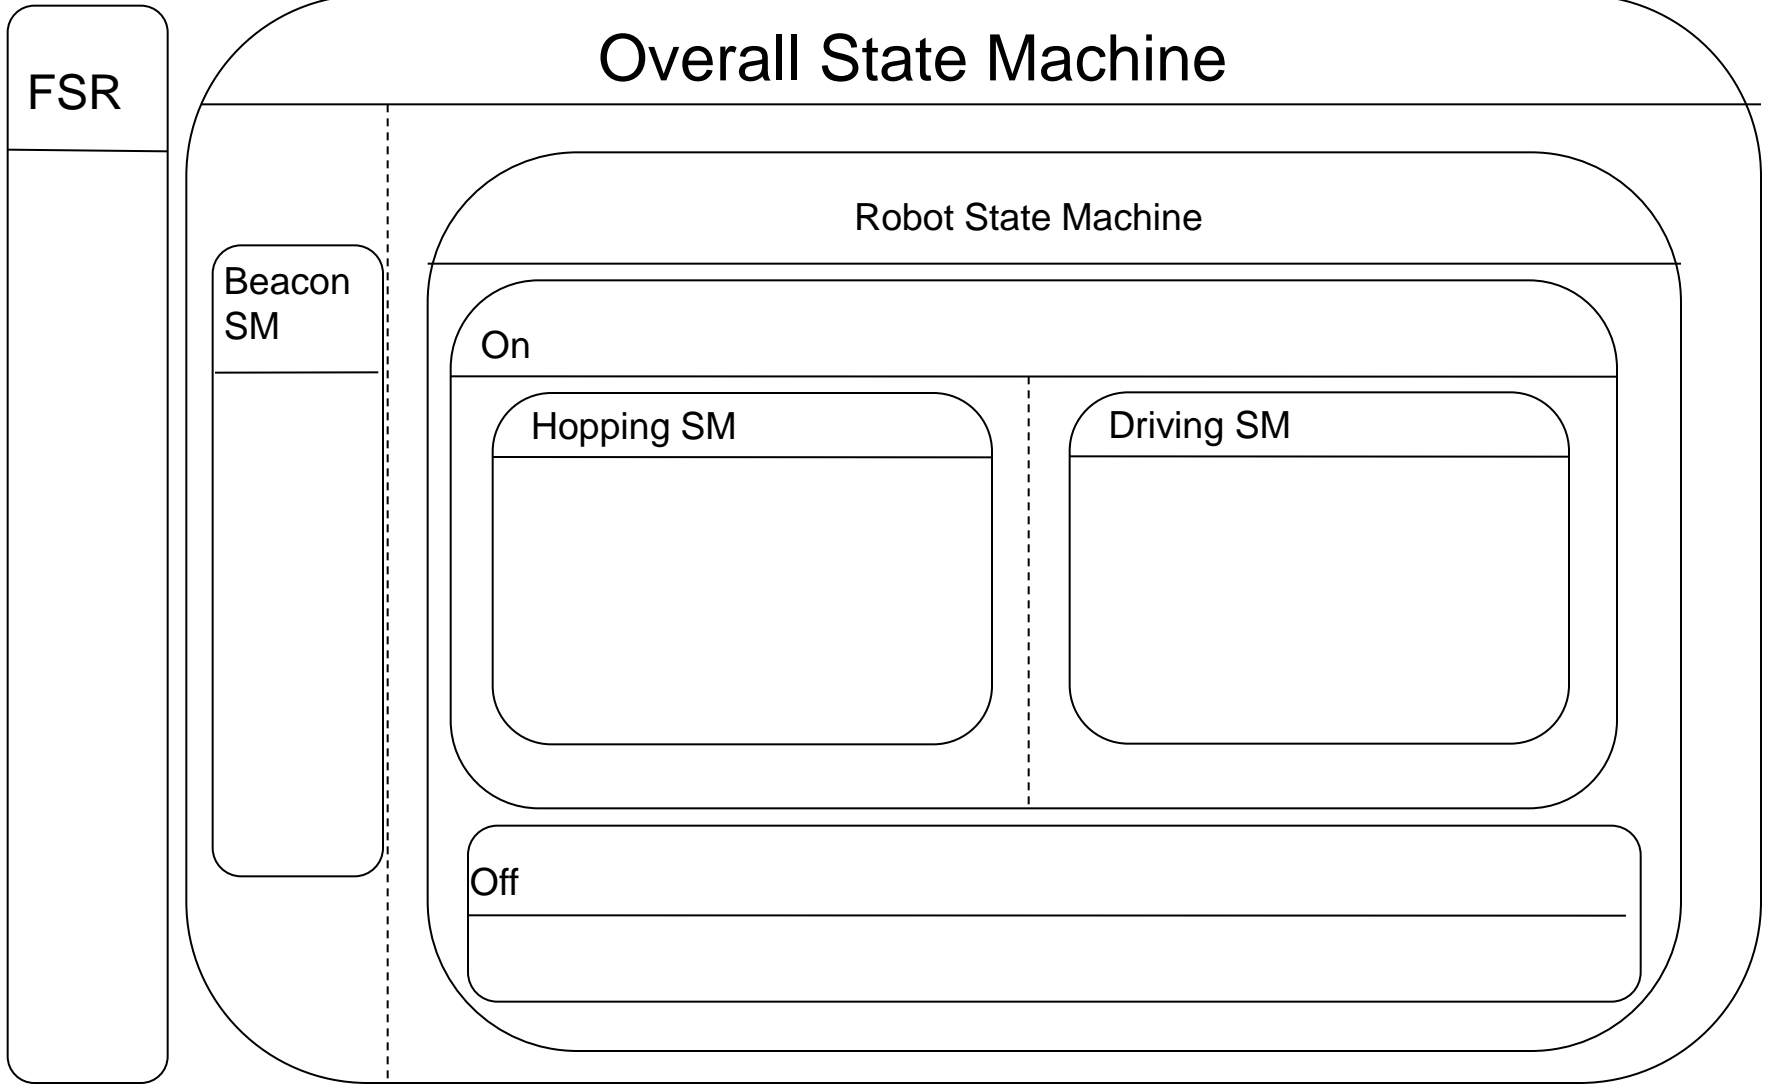 Overall State Machine
FSR
Robot State Machine
Beacon
SM
On
Hopping SM
Driving SM
Off